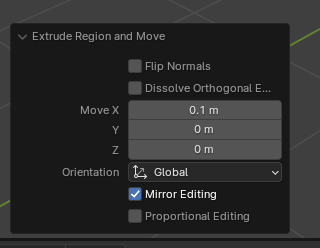 Extrude Region and Move
Flip Normals
Dissolve Orthogonal E...
Move X 0.1 m
Y 0 m
Z 0 m
Orientation Global
Mirror Editing
Proportional Editing